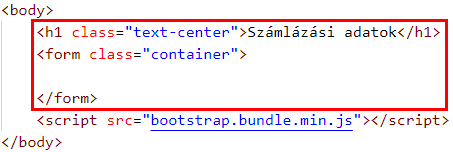 <body>
<h1 class="text-center">Számlázási adatok</h1>
<form class="container">
</form>
<script src="bootstrap.bundle.min.js"></script>
</body>